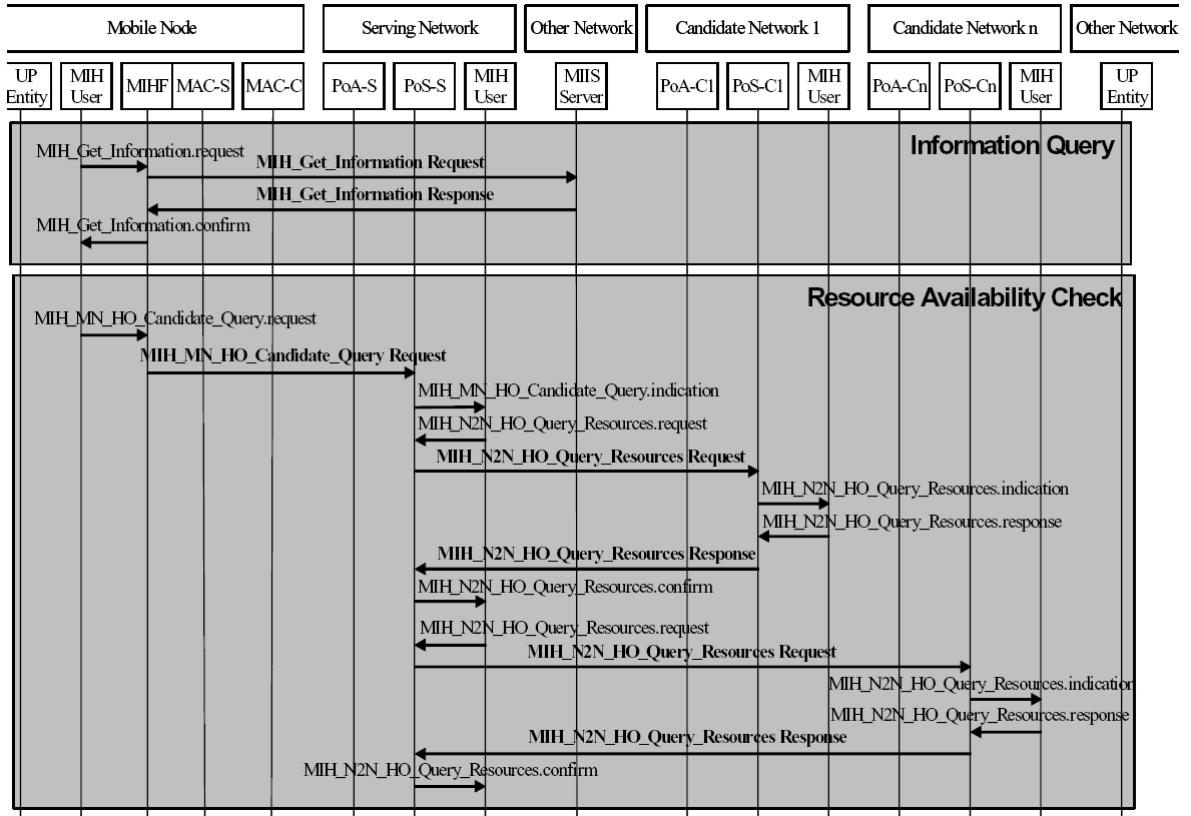 Mobile Node
Serving Network
Other Network
Candidate Network 1
Candidate Network n
Other Network
UP
Entity
MIH
User
MIHF
MAC-S
MAC-C
PoA-S
PoS-S
MIH
User
MIIS
Server
PoA-C1
PoS-C1
MIH
User
PoA-Cn
PoS-Cn
MIH
User
UP
Entity
Information Query
MIH_Get_Information.request
MIH_Get_Information Request
MIH_Get_Information Response
MIH_Get_Information.confirm
Resource Availability Check
MIH_MN_HO_Candidate_Query.request
MIH_MN_HO_Candidate_Query Request
MIH_MN_HO_Candidate_Query.indication
MIH_N2N_HO_Query_Resources.request
MIH_N2N_HO_Query_Resources Request
MIH_N2N_HO_Query_Resources.indication
MIH_N2N_HO_Query_Resources.response
MIH_N2N_HO_Query_Resources Response
MIH_N2N_HO_Query_Resources.confirm
MIH_N2N_HO_Query_Resources.request
MIH_N2N_HO_Query_Resources Request
MIH_N2N_HO_Query_Resources.indication
MIH_N2N_HO_Query_Resources.response
MIH_N2N_HO_Query_Resources Response
MIH_N2N_HO_Query_Resources.confirm